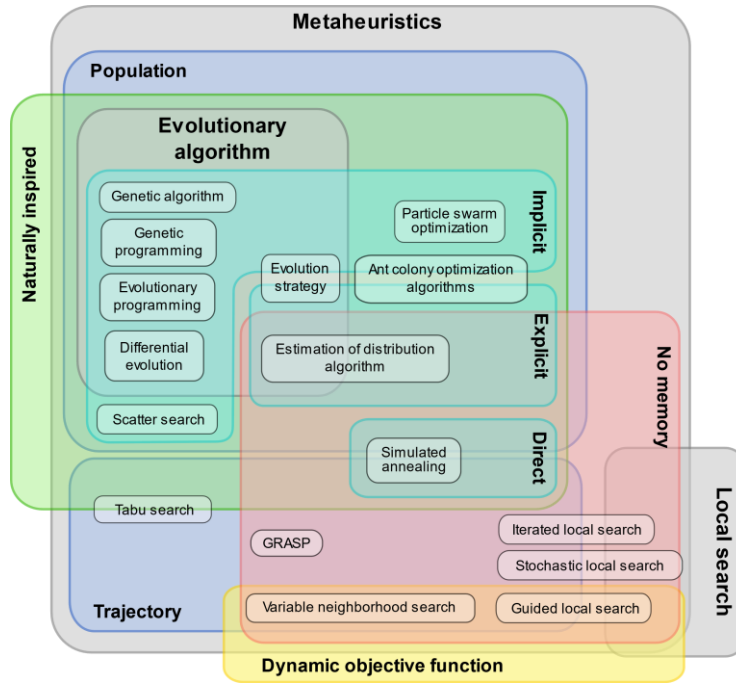 Metaheuristics
Population
Naturally inspired
Evolutionary
algorithm
Genetic algorithm
Implicit
Particle swarm
optimization
Genetic
programming
Evolution
strategy
Ant colony optimization
algorithms
Evolutionary
programming
Explicit
Differential
evolution
Estimation of distribution
algorithm
No memory
Scatter search
Direct
Simulated
annealing
Tabu search
Local search
GRASP
Iterated local search
Stochastic local search
Trajectory
Variable neighborhood search
Guided local search
Dynamic objective function